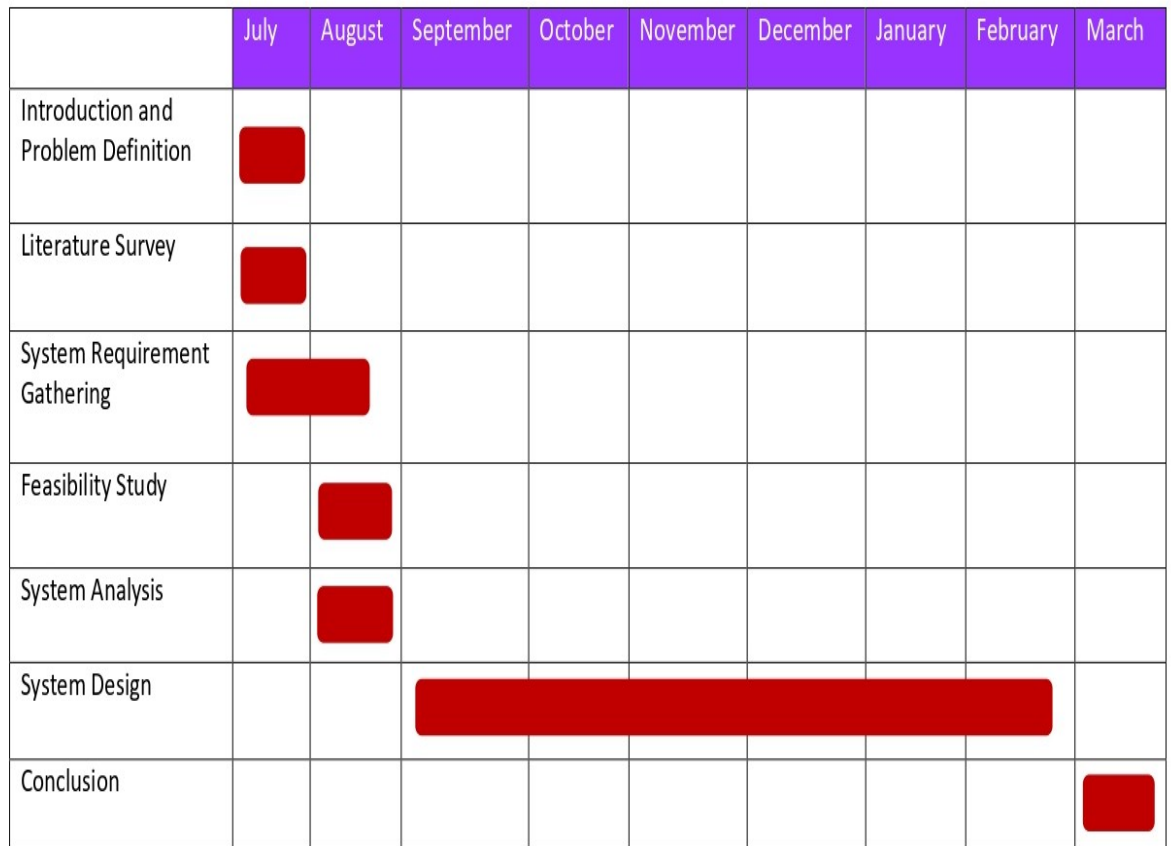 July August September October November December January February March
Introduction and
Problem Definition
Literature Survey
System Requirement
Gathering
Feasibility Study
System Analysis
System Design
Conclusion